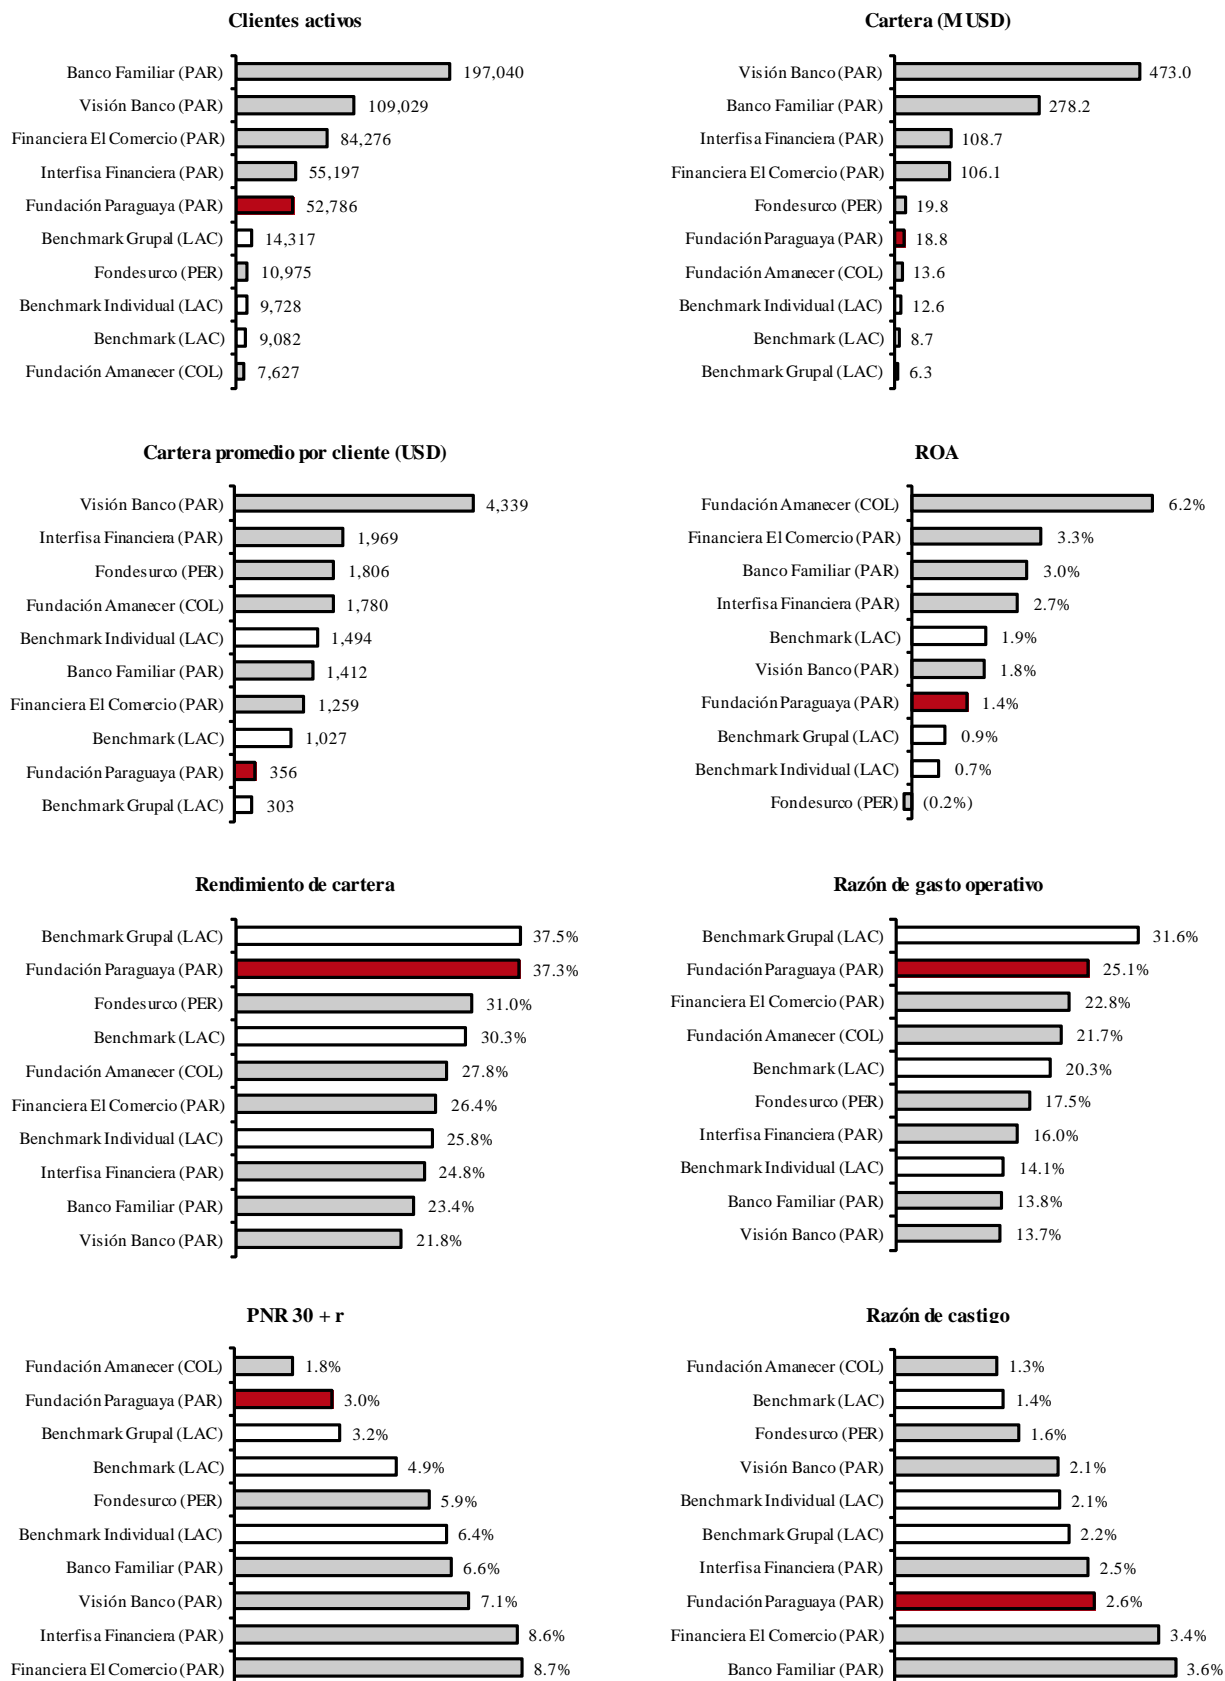 Clientes activos
Banco Familiar (PAR) 197,040
Visión Banco (PAR) 109,029
Financiera El Comercio (PAR) 84,276
Interfisa Financiera (PAR) 55,197
Fundación Paraguaya (PAR) 52,786
Benchmark Grupal (LAC) 14,317
Fondesurco (PER) 10,975
Benchmark Individual (LAC) 9,728
Benchmark (LAC) 9,082
Fundación Amanecer (COL) 7,627
Cartera (M USD)
Visión Banco (PAR) 473.0
Banco Familiar (PAR) 278.2
Interfisa Financiera (PAR) 108.7
Financiera El Comercio (PAR) 106.1
Fondesurco (PER) 19.8
Fundación Paraguaya (PAR) 18.8
Fundación Amanecer (COL) 13.6
Benchmark Individual (LAC) 12.6
Benchmark (LAC) 8.7
Benchmark Grupal (LAC) 6.3
Cartera promedio por cliente (USD)
Visión Banco (PAR) 4,339
Interfisa Financiera (PAR) 1,969
Fondesurco (PER) 1,806
Fundación Amanecer (COL) 1,780
Benchmark Individual (LAC) 1,494
Banco Familiar (PAR) 1,412
Financiera El Comercio (PAR) 1,259
Benchmark (LAC) 1,027
Fundación Paraguaya (PAR) 356
Benchmark Grupal (LAC) 303
ROA
Fundación Amanecer (COL) 6.2%
Financiera El Comercio (PAR) 3.3%
Banco Familiar (PAR) 3.0%
Interfisa Financiera (PAR) 2.7%
Benchmark (LAC) 1.9%
Visión Banco (PAR) 1.8%
Fundación Paraguaya (PAR) 1.4%
Benchmark Grupal (LAC) 0.9%
Benchmark Individual (LAC) 0.7%
Fondesurco (PER) (0.2%)
Rendimiento de cartera
Benchmark Grupal (LAC) 37.5%
Fundación Paraguaya (PAR) 37.3%
Fondesurco (PER) 31.0%
Benchmark (LAC) 30.3%
Fundación Amanecer (COL) 27.8%
Financiera El Comercio (PAR) 26.4%
Benchmark Individual (LAC) 25.8%
Interfisa Financiera (PAR) 24.8%
Banco Familiar (PAR) 23.4%
Visión Banco (PAR) 21.8%
Razón de gasto operativo
Benchmark Grupal (LAC) 31.6%
Fundación Paraguaya (PAR) 25.1%
Financiera El Comercio (PAR) 22.8%
Fundación Amanecer (COL) 21.7%
Benchmark (LAC) 20.3%
Fondesurco (PER) 17.5%
Interfisa Financiera (PAR) 16.0%
Benchmark Individual (LAC) 14.1%
Banco Familiar (PAR) 13.8%
Visión Banco (PAR) 13.7%
PNR 30 + r
Fundación Amanecer (COL) 1.8%
Fundación Paraguaya (PAR) 3.0%
Benchmark Grupal (LAC) 3.2%
Benchmark (LAC) 4.9%
Fondesurco (PER) 5.9%
Benchmark Individual (LAC) 6.4%
Banco Familiar (PAR) 6.6%
Visión Banco (PAR) 7.1%
Interfisa Financiera (PAR) 8.6%
Financiera El Comercio (PAR) 8.7%
Razón de castigo
Fundación Amanecer (COL) 1.3%
Benchmark (LAC) 1.4%
Fondesurco (PER) 1.6%
Visión Banco (PAR) 2.1%
Benchmark Individual (LAC) 2.1%
Benchmark Grupal (LAC) 2.2%
Interfisa Financiera (PAR) 2.5%
Fundación Paraguaya (PAR) 2.6%
Financiera El Comercio (PAR) 3.4%
Banco Familiar (PAR) 3.6%